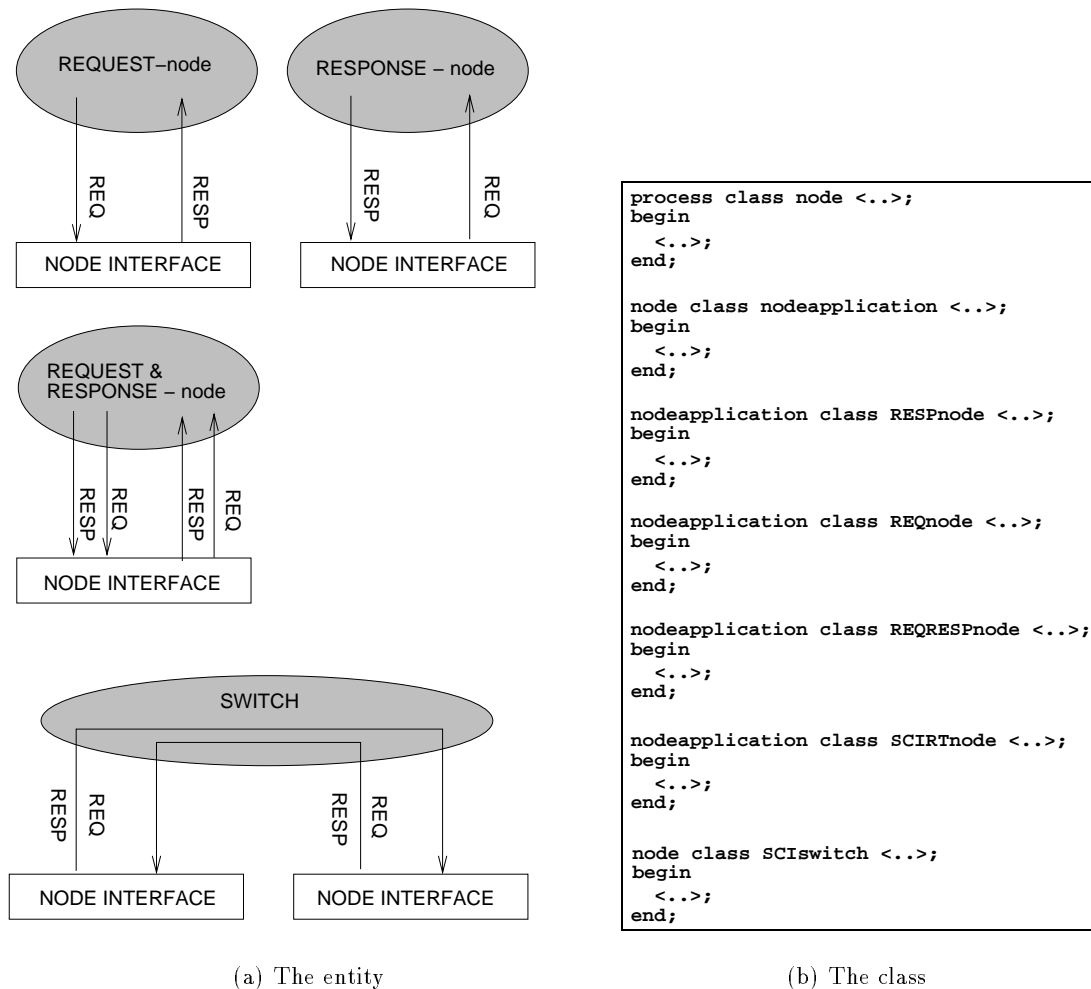 REQUEST–node
RESPONSE – node
REQ
RESP
RESP
REQ
NODE INTERFACE
NODE INTERFACE
REQUEST &
RESPONSE – node
RESP
REQ
RESP
REQ
NODE INTERFACE
SWITCH
RESP
REQ
RESP
REQ
NODE INTERFACE
NODE INTERFACE
(a) The entity
process class node <..>;
begin
<..>;
end;
node class nodeapplication <..>;
begin
<..>;
end;
nodeapplication class RESPnode <..>;
begin
<..>;
end;
nodeapplication class REQnode <..>;
begin
<..>;
end;
nodeapplication class REQRESPnode <..>;
begin
<..>;
end;
nodeapplication class SCIRTnode <..>;
begin
<..>;
end;
node class SCIswitch <..>;
begin
<..>;
end;
(b) The class